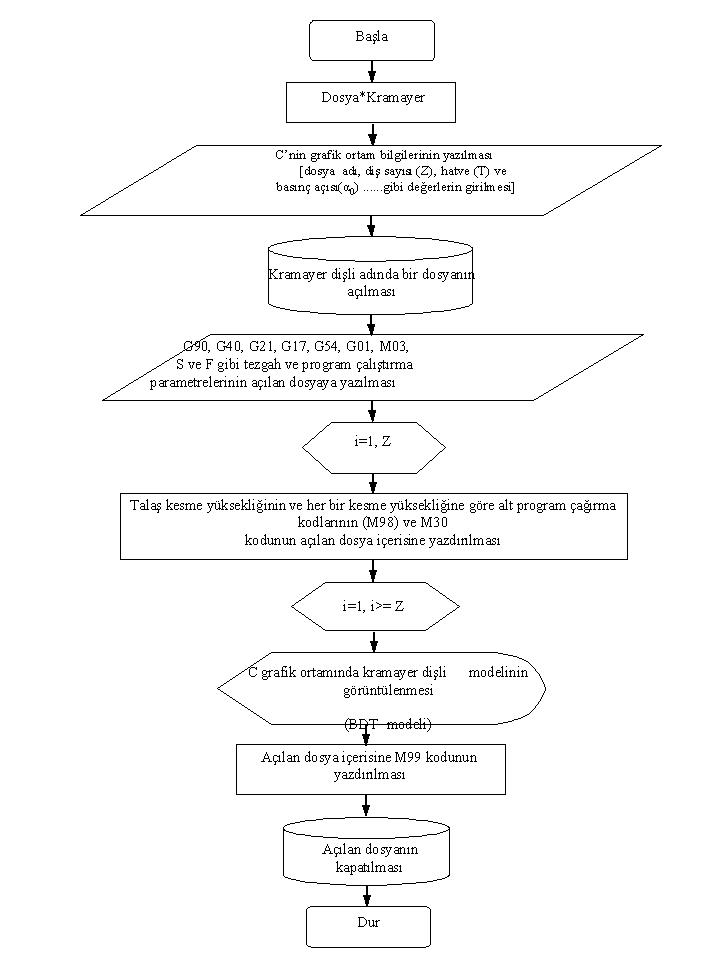 Başla
Dosya*Kramayer
C’nin grafik ortam bilgilerinin yazılması
[dosya adı, diş sayısı (Z), hatve (T) ve
basınç açısı(α0) ......gibi değerlerin girilmesi]
Kramayer dişli adında bir dosyanın
açılması
G90, G40, G21, G17, G54, G01, M03,
S ve F gibi tezgah ve program çalıştırma
parametrelerinin açılan dosyaya yazılması
i=1, Z
Talaş kesme yüksekliğinin ve her bir kesme yüksekliğine göre alt program çağırma
kodlarının (M98) ve M30
kodunun açılan dosya içerisine yazdırılması
i=1, i>= Z
C grafik ortamında kramayer dişli modelinin
görüntülenmesi
(BDT modeli)
Açılan dosya içerisine M99 kodunun
yazdırılması
Açılan dosyanın
kapatılması
Dur